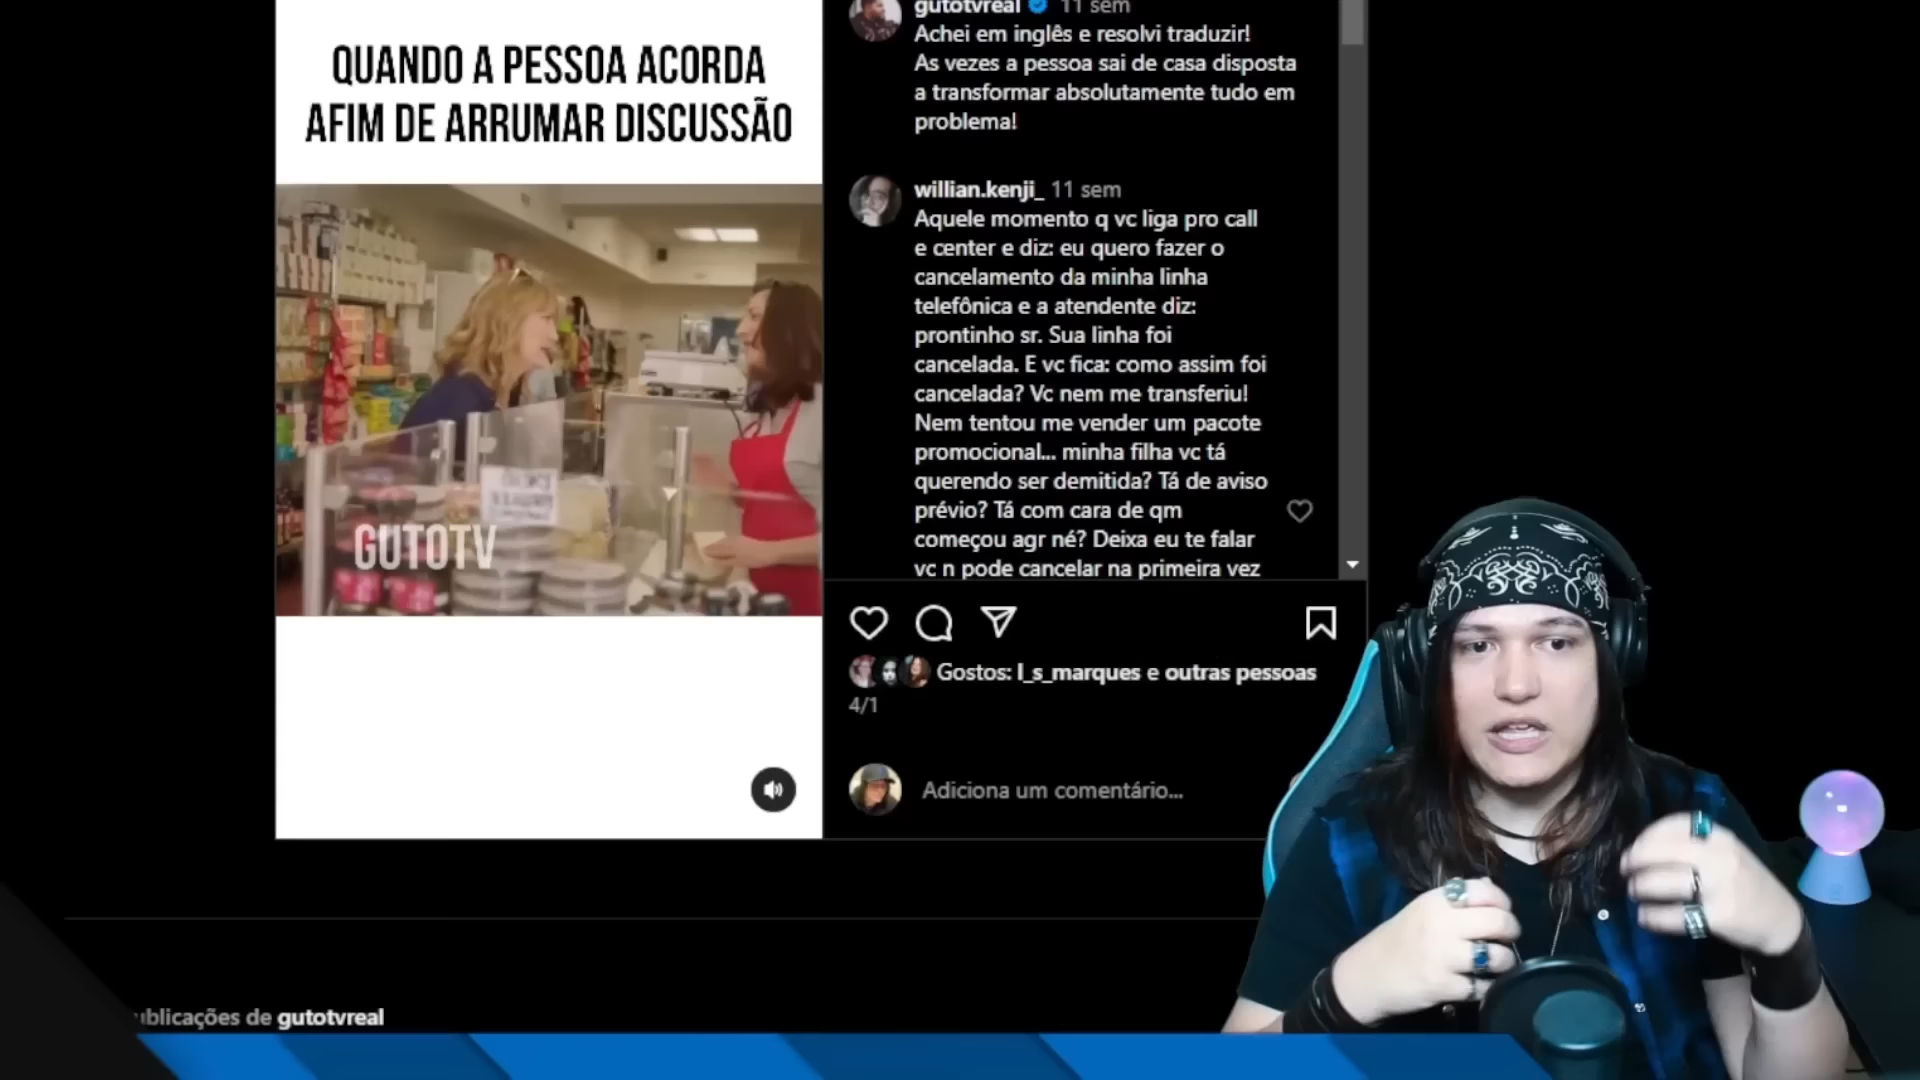 QUANDO A PESSOA ACORDA
AFIM DE ARRUMAR DISCUSSÃO
GUTOTV
gutotvreal 11 sem
Achei em inglês e resolvi traduzir!
As vezes a pessoa sai de casa disposta
a transformar absolutamente tudo em
problema!
willian.kenji_ 11 sem
Aquele momento q vc liga pro call
e center e diz: eu quero fazer o
cancelamento da minha linha
telefônica e a atendente diz:
prontinho sr. Sua linha foi
cancelada. E vc fica: como assim foi
cancelada? Vc nem me transferiu!
Nem tentou me vender um pacote
promocional... minha filha vc tá
querendo ser demitida? Tá de aviso
prévio? Tá com cara de qm
começou agr né? Deixa eu te falar
vc n pode cancelar na primeira vez
Gostos: l_s_marques e outras pessoas
4/1
Adiciona um comentário...
ublicações de gutotvreal